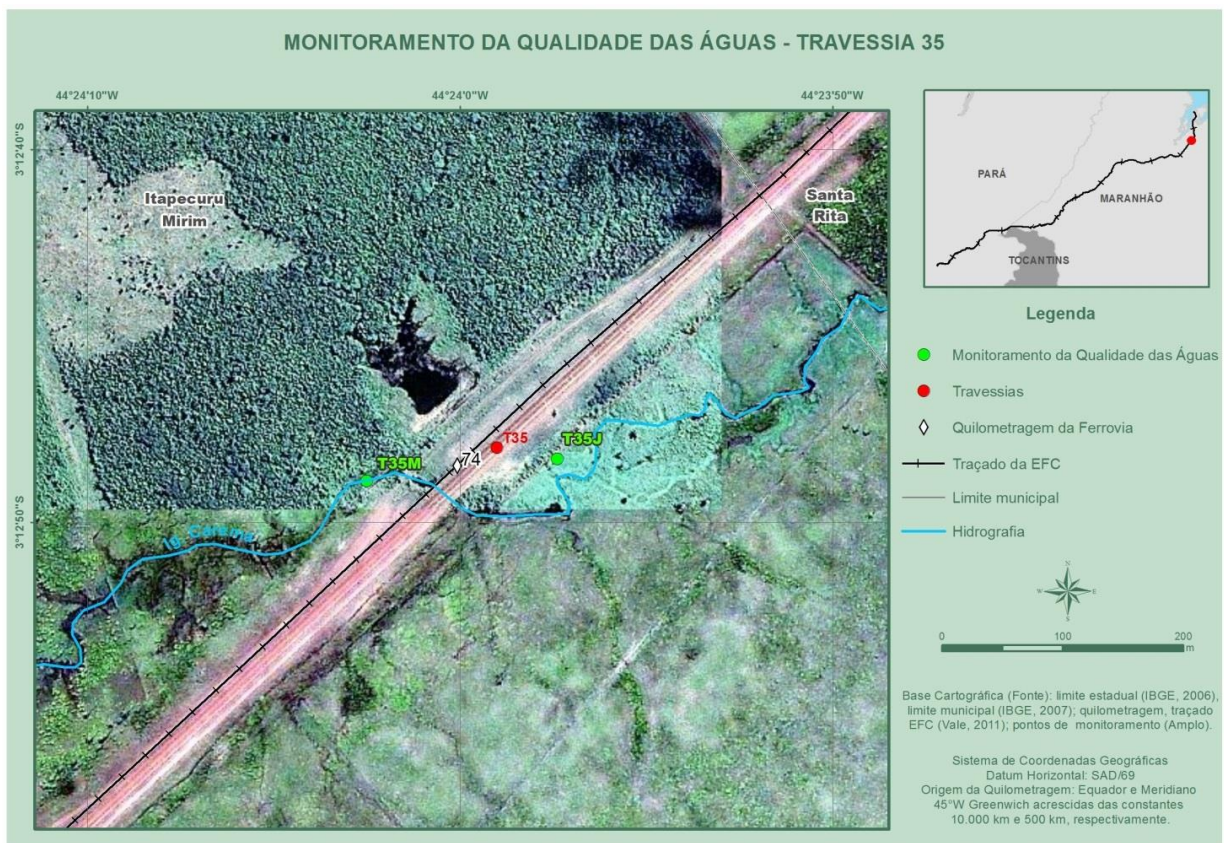 MONITORAMENTO DA QUALIDADE DAS ÁGUAS - TRAVESSIA 35
44°24'10"W
44°24'0"W
44°23'50"W
3°12'40"S
3°12'50"S
Itapecuru
Mirim
Santa
Rita
T35M
74
T35
T35J
Ig.
PARÁ
MARANHÃO
TOCANTINS
Legenda
Monitoramento da Qualidade das Águas
Travessias
Quilometragem da Ferrovia
Traçado da EFC
Limite municipal
Hidrografia
N
W
E
S
0
100
200
m
Base Cartográfica (Fonte): limite estadual (IBGE, 2006),
limite municipal (IBGE, 2007); quilometragem, traçado
EFC (Vale, 2011); pontos de monitoramento (Amplo).
Sistema de Coordenadas Geográficas
Datum Horizontal: SAD/69
Origem da Quilometragem: Equador e Meridiano
45°W Greenwich acrescidas das constantes
10.000 km e 500 km, respectivamente.